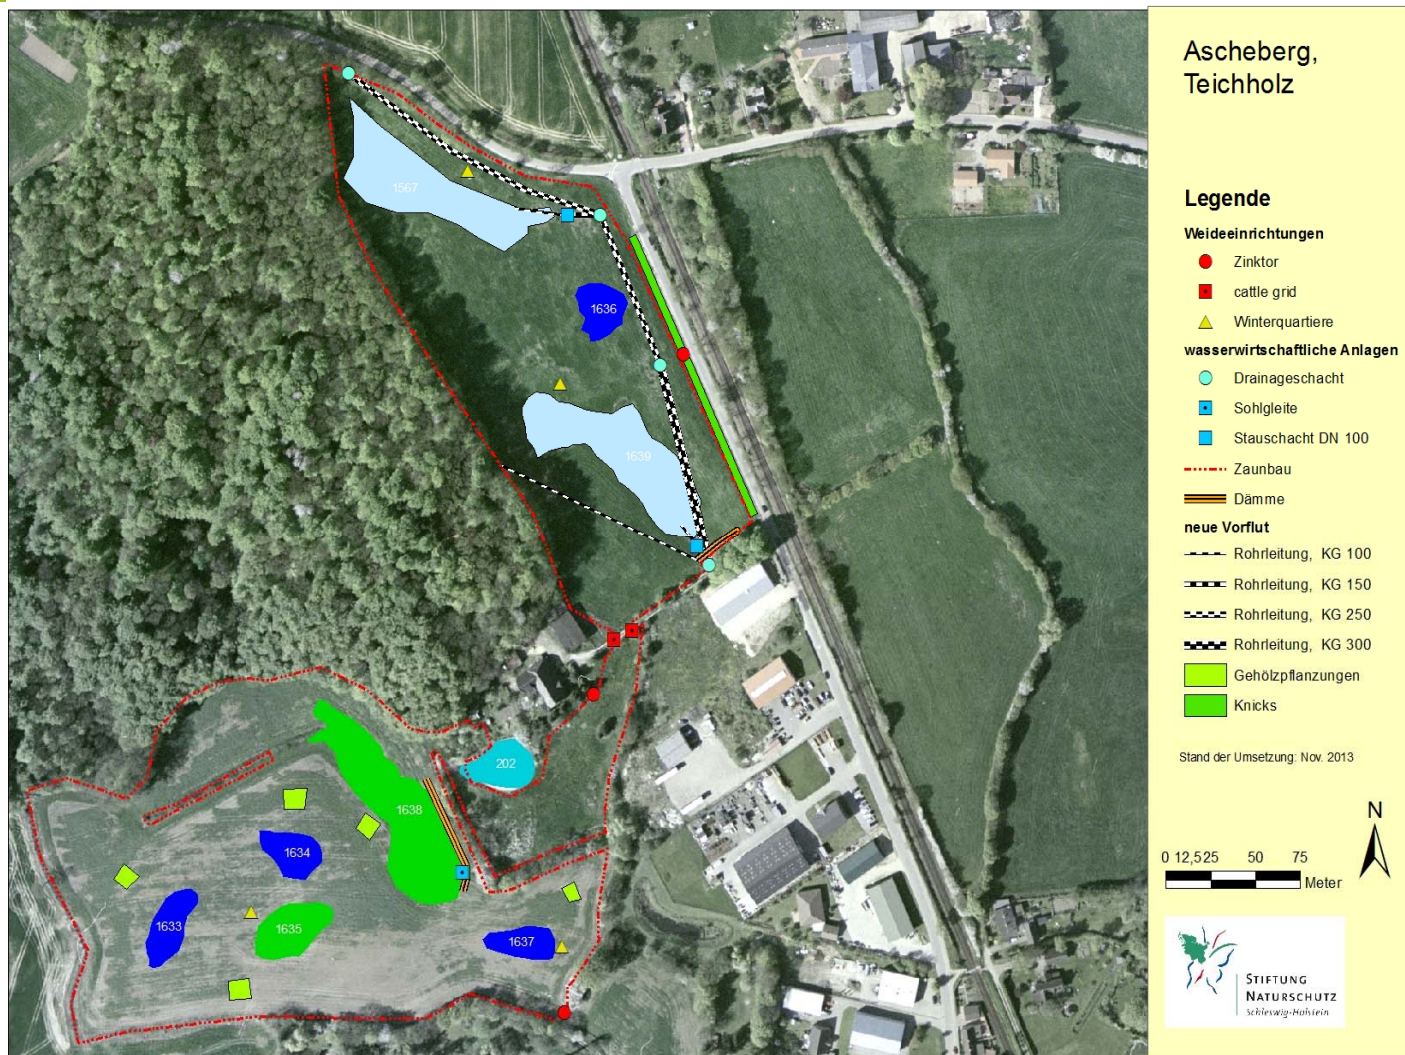 Ascheberg,
Teichholz
Legende
Weideeinrichtungen
Zinktor
cattle grid
Winterquartiere
wasserwirtschaftliche Anlagen
Drainageschacht
Sohlgleite
Stauschacht DN 100
Zaunbau
Dämme
neue Vorflut
Rohrleitung, KG 100
Rohrleitung, KG 150
Rohrleitung, KG 250
Rohrleitung, KG 300
Gehölzpflanzungen
Knicks
Stand der Umsetzung: Nov. 2013
N
0 12,525 50 75
Meter
STIFTUNG
NATURSCHUTZ
Schleswig-Holstein
1567
1636
1639
202
1638
1634
1633
1635
1637